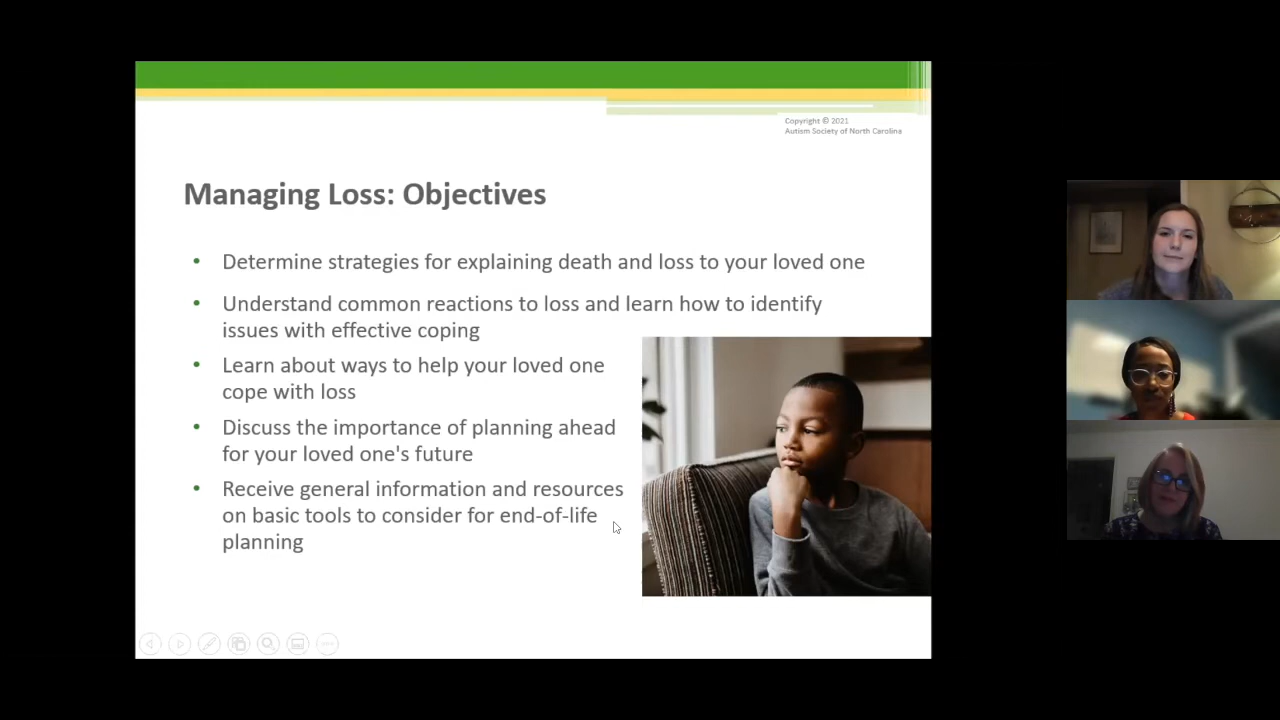 Copyright © 2021
Autism Society of North Carolina
Managing Loss: Objectives
• Determine strategies for explaining death and loss to your loved one
• Understand common reactions to loss and learn how to identify
issues with effective coping
• Learn about ways to help your loved one
cope with loss
• Discuss the importance of planning ahead
for your loved one's future
• Receive general information and resources
on basic tools to consider for end-of-life
planning